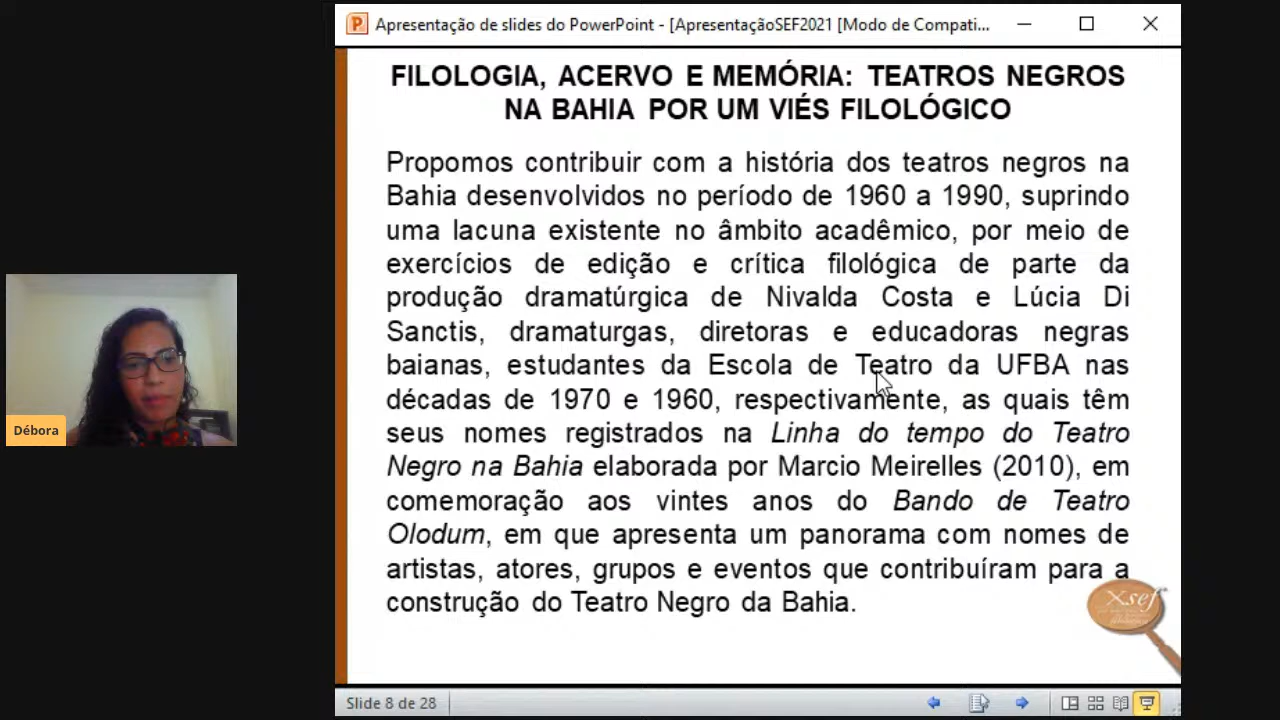 Apresentação de slides do PowerPoint - [ApresentaçãoSEF2021 [Modo de Compati...
FILOLOGIA, ACERVO E MEMÓRIA: TEATROS NEGROS
NA BAHIA POR UM VIÉS FILOLÓGICO
Propomos contribuir com a história dos teatros negros na
Bahia desenvolvidos no período de 1960 a 1990, suprindo
uma lacuna existente no âmbito acadêmico, por meio de
exercícios de edição e crítica filológica de parte da
produção dramatúrgica de Nivalda Costa e Lúcia Di
Sanctis, dramaturgas, diretoras e educadoras negras
baianas, estudantes da Escola de Teatro da UFBA nas
décadas de 1970 e 1960, respectivamente, as quais têm
seus nomes registrados na Linha do tempo do Teatro
Negro na Bahia elaborada por Marcio Meirelles (2010), em
comemoração aos vintes anos do Bando de Teatro
Olodum, em que apresenta um panorama com nomes de
artistas, atores, grupos e eventos que contribuíram para a
construção do Teatro Negro da Bahia.
Xsef
Débora
Slide 8 de 28